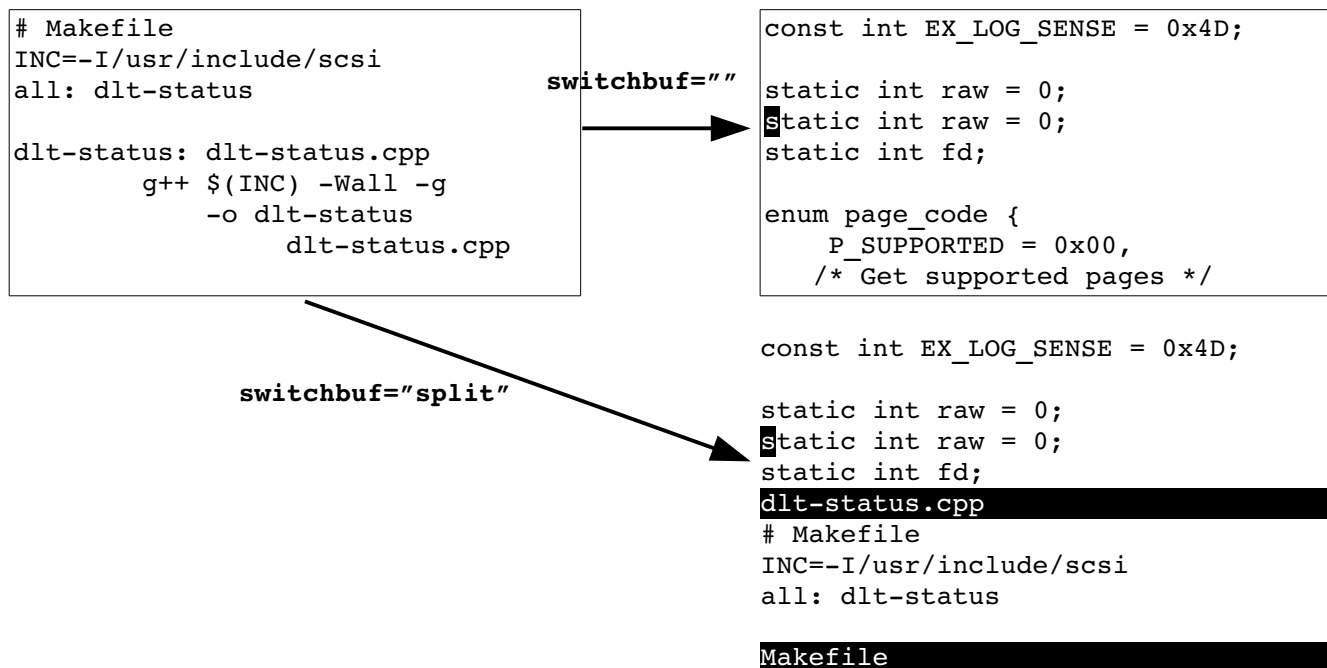 # Makefile
INC=-I/usr/include/scsi
all: dlt-status
dlt-status: dlt-status.cpp
g++ $(INC) -Wall -g
-o dlt-status
dlt-status.cpp
switchbuf=″″
const int EX_LOG_SENSE = 0x4D;
static int raw = 0;
static int raw = 0;
static int fd;
enum page_code {
P_SUPPORTED = 0x00,
/* Get supported pages */
switchbuf=″split″
const int EX_LOG_SENSE = 0x4D;
static int raw = 0;
static int raw = 0;
static int fd;
dlt-status.cpp
# Makefile
INC=-I/usr/include/scsi
all: dlt-status
Makefile